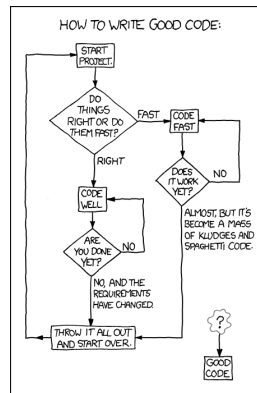 HOW TO WRITE GOOD CODE:
START
PROJECT.
DO
THINGS
RIGHT OR DO
THEM FAST?
FAST
CODE
FAST
RIGHT
DOES
IT WORK
YET?
NO
CODE
WELL
ALMOST, BUT IT'S
BECOME A MASS
OF KLUDGES AND
SPAGHETTI CODE.
ARE
YOU DONE
YET?
NO
NO, AND THE
REQUIREMENTS
HAVE CHANGED.
THROW IT ALL OUT
AND START OVER.
?
GOOD
CODE